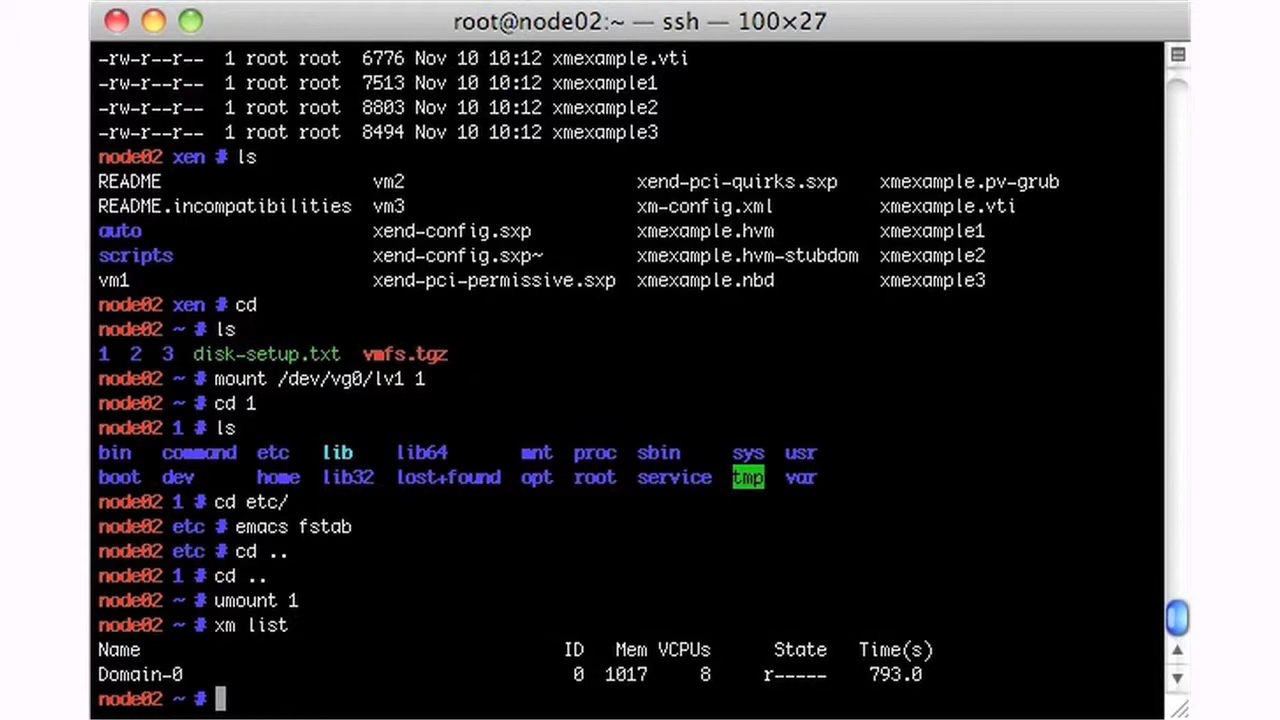 root@node02:~ — ssh — 100×27
-rw-r--r-- 1 root root 6776 Nov 10 10:12 xmexample.vti
-rw-r--r-- 1 root root 7513 Nov 10 10:12 xmexample1
-rw-r--r-- 1 root root 8803 Nov 10 10:12 xmexample2
-rw-r--r-- 1 root root 8494 Nov 10 10:12 xmexample3
node02 xen # ls
README vm2 xend-pci-quirks.sxp xmexample.pv-grub
README.incompatibilities vm3 xm-config.xml xmexample.vti
auto xend-config.sxp xmexample.hvm xmexample1
scripts xend-config.sxp~ xmexample.hvm-stubdom xmexample2
vm1 xend-pci-permissive.sxp xmexample.nbd xmexample3
node02 xen # cd
node02 ~ # ls
1 2 3 disk-setup.txt vmfs.tgz
node02 ~ # mount /dev/vg0/lv1 1
node02 ~ # cd 1
node02 1 # ls
bin command etc lib lib64 mnt proc sbin sys usr
boot dev home lib32 lost+found opt root service tmp var
node02 1 # cd etc/
node02 etc # emacs fstab
node02 etc # cd ..
node02 1 # cd ..
node02 ~ # umount 1
node02 ~ # xm list
Name ID Mem VCPUs State Time(s)
Domain-0 0 1017 8 r----- 793.0
node02 ~ #